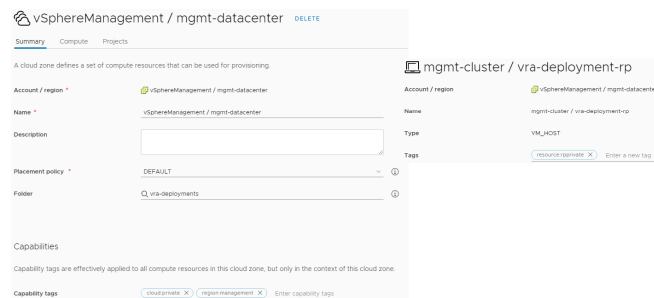 vSphereManagement / mgmt-datacenter DELETE
Summary Compute Projects
A cloud zone defines a set of compute resources that can be used for provisioning.
Account / region * vSphereManagement / mgmt-datacenter
Name * vSphereManagement / mgmt-datacenter
Description
Placement policy * DEFAULT
Folder vra-deployments
Capabilities
Capability tags are effectively applied to all compute resources in this cloud zone, but only in the context of this cloud zone.
Capability tags cloud:private X region:management X Enter capability tags
mgmt-cluster / vra-deployment-rp
Account / region vSphereManagement / mgmt-datacente
Name mgmt-cluster / vra-deployment-rp
Type VM_HOST
Tags resource:rpprivate X Enter a new tag